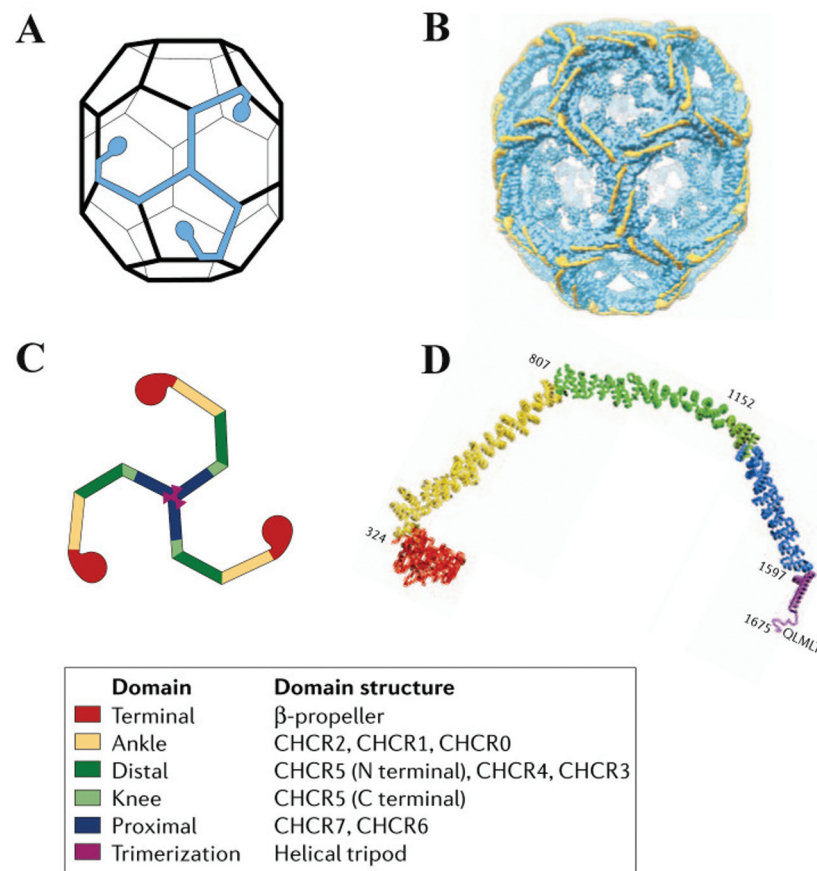 A
B
C
D
807
1152
324
1597
1675
Domain Domain structure
Terminal β-propeller
Ankle CHCR2, CHCR1, CHCR0
Distal CHCR5 (N terminal), CHCR4, CHCR3
Knee CHCR5 (C terminal)
Proximal CHCR7, CHCR6
Trimerization Helical tripod